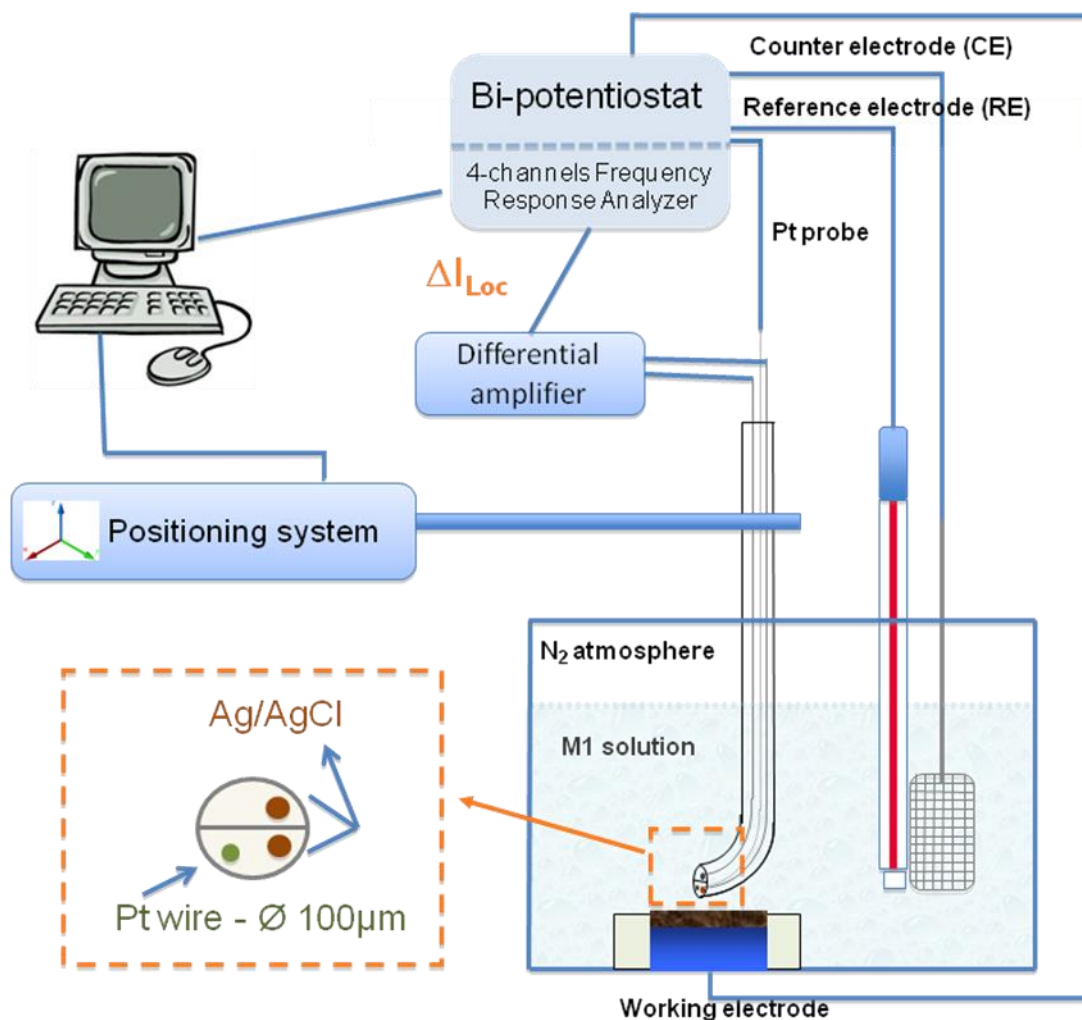 Counter electrode (CE)
Bi-potentiostat
Reference electrode (RE)
4-channels Frequency
Response Analyzer
Pt probe
ΔI_Loc
Differential
amplifier
Positioning system
N₂ atmosphere
Ag/AgCl
M1 solution
Pt wire - Ø 100µm
Working electrode